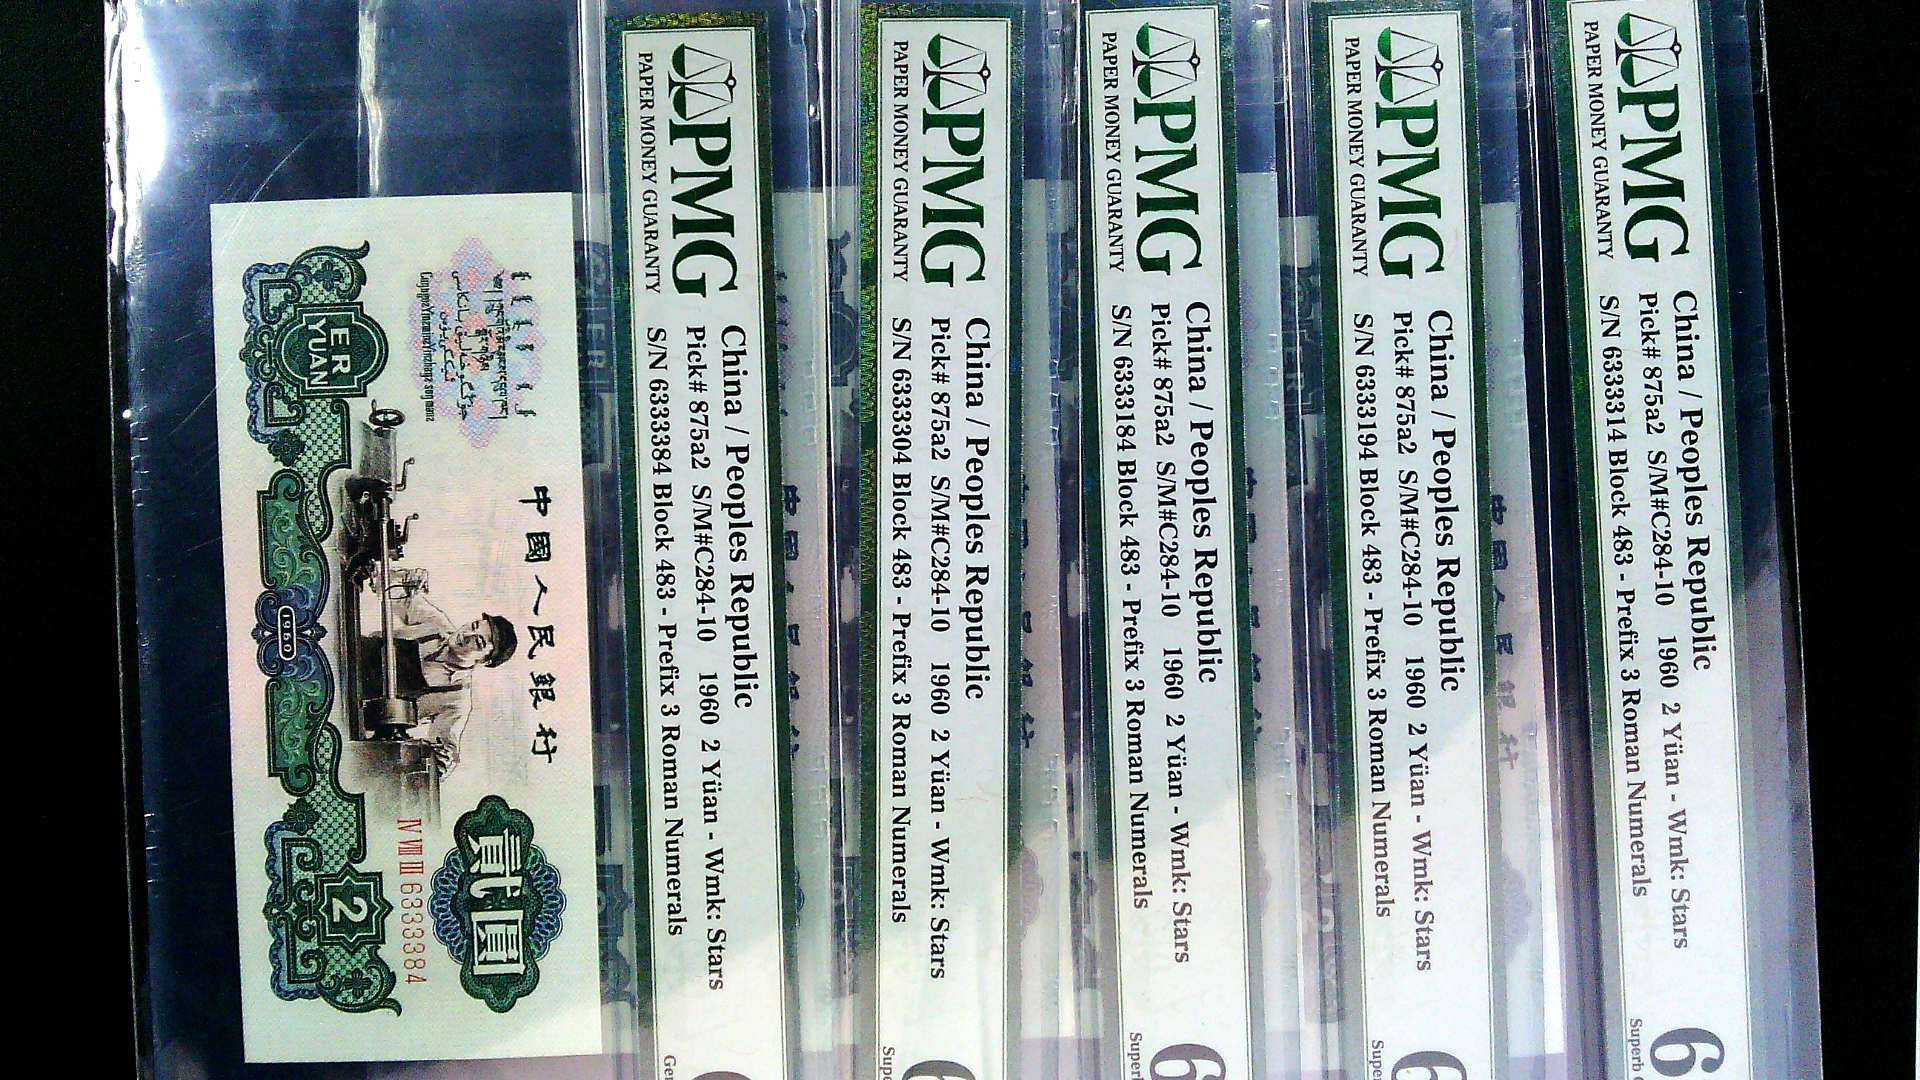 中國人民銀行
ER
YUAN
1960
貳圓
ⅣⅧⅢ 6333384
2
PMG
PAPER MONEY GUARANTY
China / Peoples Republic
Pick# 875a2 S/M#C284-10 1960 2 Yüan - Wmk: Stars
S/N 6333384 Block 483 - Prefix 3 Roman Numerals
PMG
PAPER MONEY GUARANTY
China / Peoples Republic
Pick# 875a2 S/M#C284-10 1960 2 Yüan - Wmk: Stars
S/N 6333304 Block 483 - Prefix 3 Roman Numerals
PMG
PAPER MONEY GUARANTY
China / Peoples Republic
Pick# 875a2 S/M#C284-10 1960 2 Yüan - Wmk: Stars
S/N 6333184 Block 483 - Prefix 3 Roman Numerals
6
PMG
PAPER MONEY GUARANTY
China / Peoples Republic
Pick# 875a2 S/M#C284-10 1960 2 Yüan - Wmk: Stars
S/N 6333194 Block 483 - Prefix 3 Roman Numerals
6
PMG
PAPER MONEY GUARANTY
China / Peoples Republic
Pick# 875a2 S/M#C284-10 1960 2 Yüan - Wmk: Stars
S/N 6333314 Block 483 - Prefix 3 Roman Numerals
6
Superb